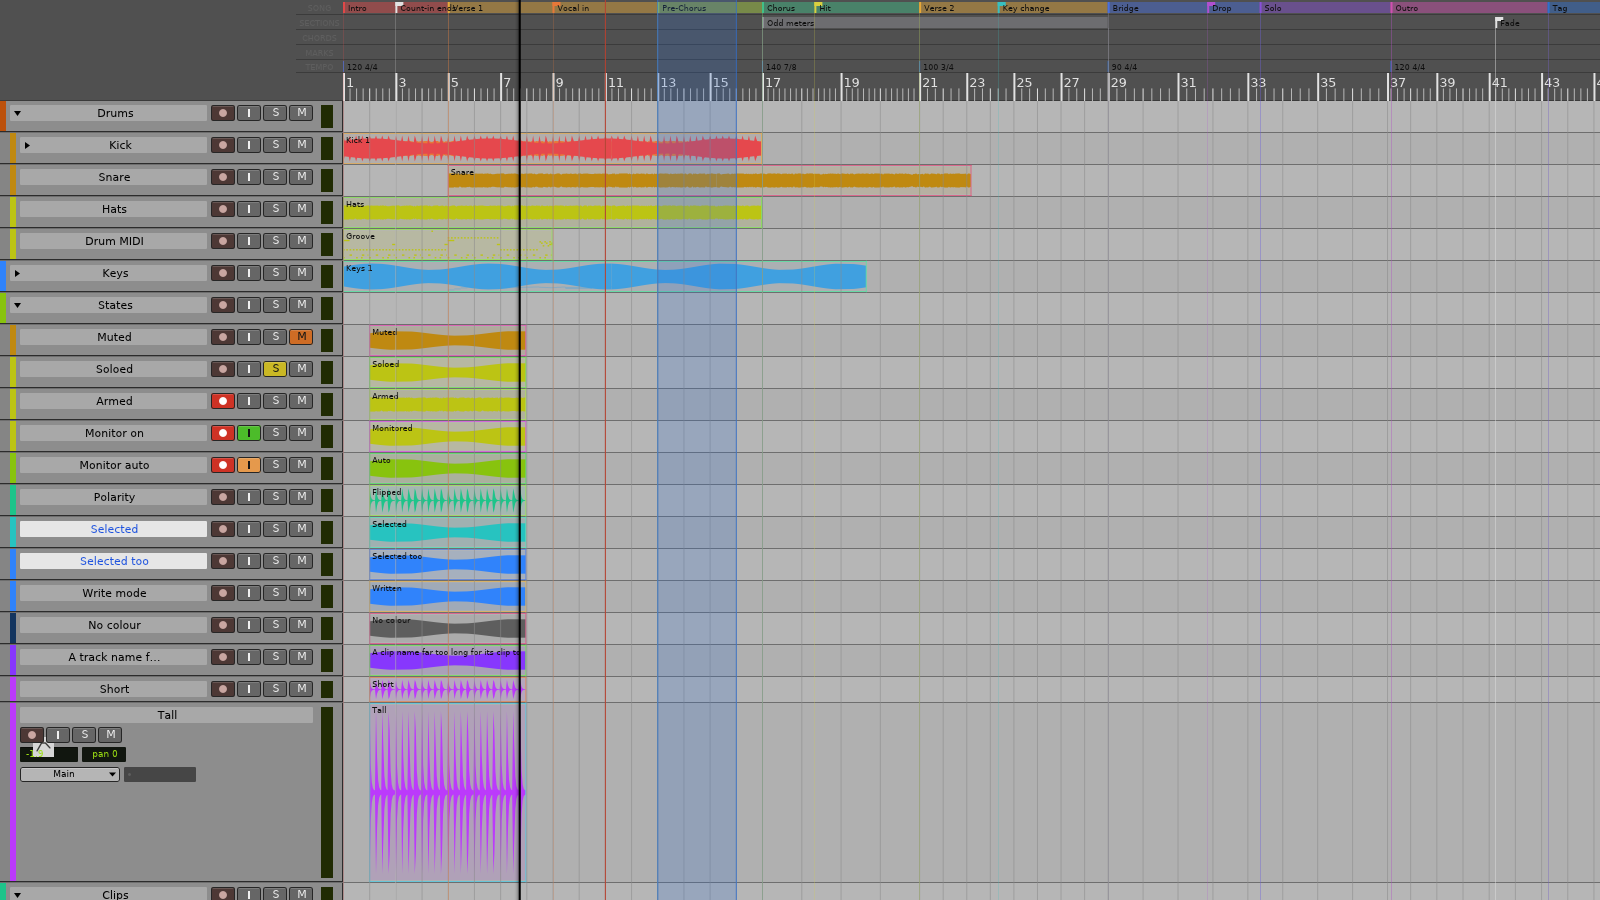 SONG Intro Count-in ends Verse 1 Vocal in Pre-Chorus Chorus Hit Verse 2 Key change Bridge Drop Solo Outro Tag
SECTIONS Odd meters Fade
CHORDS
MARKS
TEMPO 120 4/4 140 7/8 100 3/4 90 4/4 120 4/4
1 3 5 7 9 11 13 15 17 19 21 23 25 27 29 31 33 35 37 39 41 43
Drums I S M
Kick I S M Kick 1
Snare I S M Snare
Hats I S M Hats
Drum MIDI I S M Groove
Keys I S M Keys 1
States I S M
Muted I S M Muted
Soloed I S M Soloed
Armed I S M Armed
Monitor on I S M Monitored
Monitor auto I S M Auto
Polarity I S M Flipped
Selected I S M Selected
Selected too I S M Selected too
Write mode I S M Written
No colour I S M No colour
A track name f... I S M A clip name far too long for its clip to
Short I S M Short
Tall Tall
I S M
pan 0
Main
Clips I S M